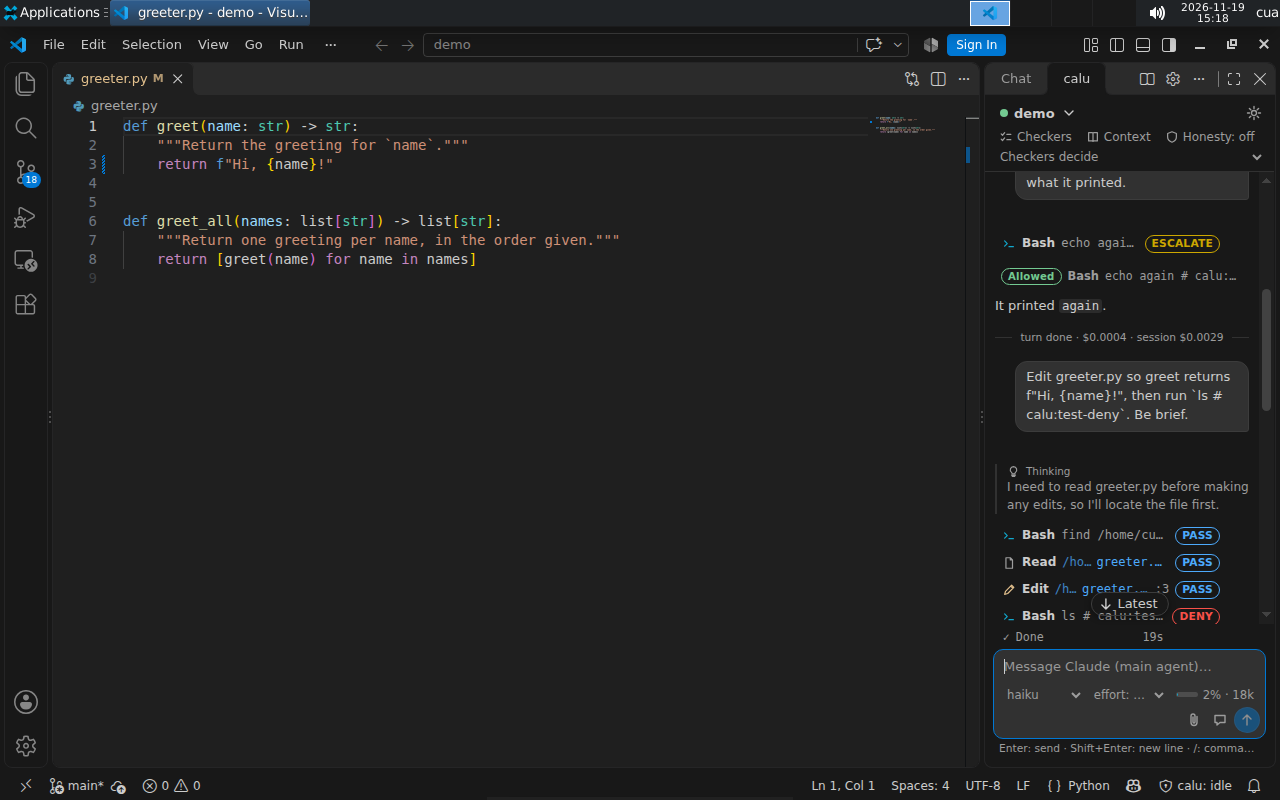 Applications
greeter.py - demo - Visu...
2026-11-19
15:18
cua
File Edit Selection View Go Run ···
demo
Sign In
greeter.py M
Chat calu
greeter.py
demo
Checkers Context Honesty: off
Checkers decide
1 def greet(name: str) -> str:
2 """Return the greeting for `name`."""
3 return f"Hi, {name}!"
4
5
6 def greet_all(names: list[str]) -> list[str]:
7 """Return one greeting per name, in the order given."""
8 return [greet(name) for name in names]
9
what it printed.
Bash echo agai… ESCALATE
Allowed Bash echo again # calu:…
It printed again.
turn done · $0.0004 · session $0.0029
Edit greeter.py so greet returns
f"Hi, {name}!", then run `ls #
calu:test-deny`. Be brief.
Thinking
I need to read greeter.py before making
any edits, so I'll locate the file first.
Bash find /home/cu… PASS
Read /ho… greeter.… PASS
Edit /h… greeter.… :3 PASS
Latest
Bash ls # calu:tes… DENY
✓ Done 19s
Message Claude (main agent)…
haiku effort: ... 2% · 18k
Enter: send · Shift+Enter: new line · /: comma…
18
main* 0 0
Ln 1, Col 1 Spaces: 4 UTF-8 LF { } Python calu: idle